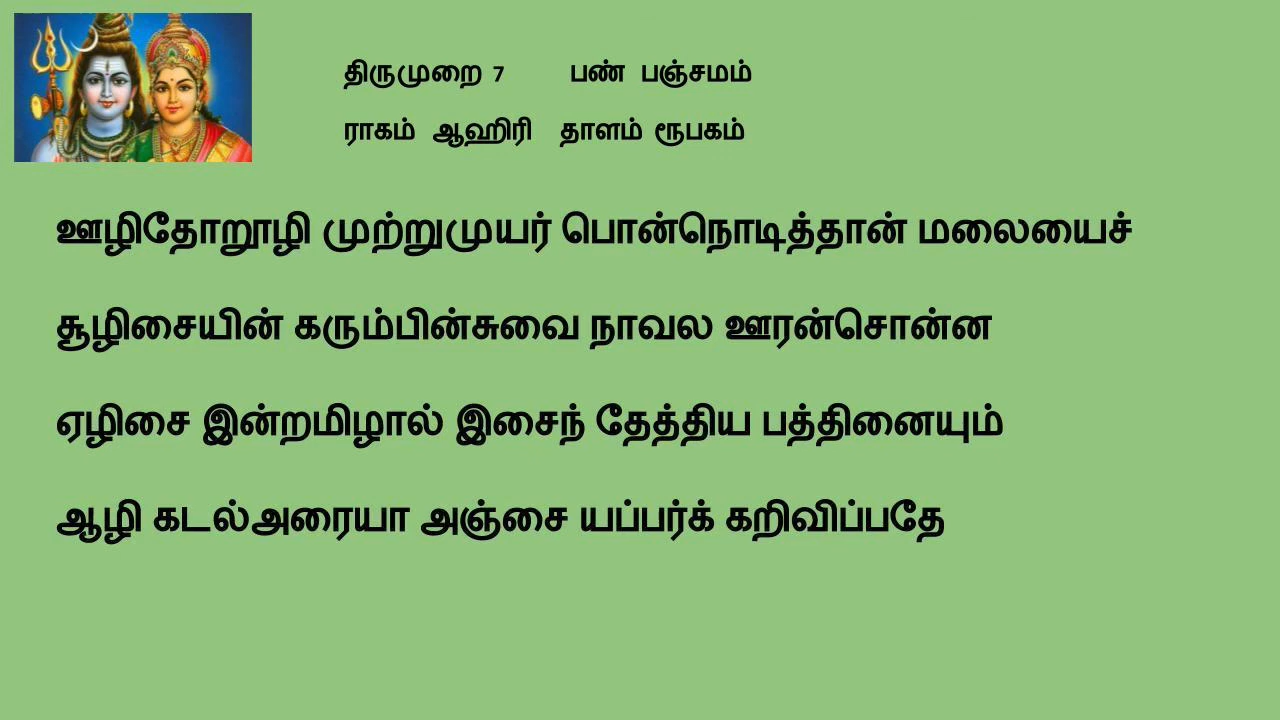 திருமுறை 7 பண் பஞ்சமம்
ராகம் ஆஹிரி தாளம் ரூபகம்
ஊழிதோறூழி முற்றுமுயர் பொன்நொடித்தான் மலையைச்
சூழிசையின் கரும்பின்சுவை நாவல ஊரன்சொன்ன
ஏழிசை இன்றமிழால் இசைந் தேத்திய பத்தினையும்
ஆழி கடல்அரையா அஞ்சை யப்பர்க் கறிவிப்பதே